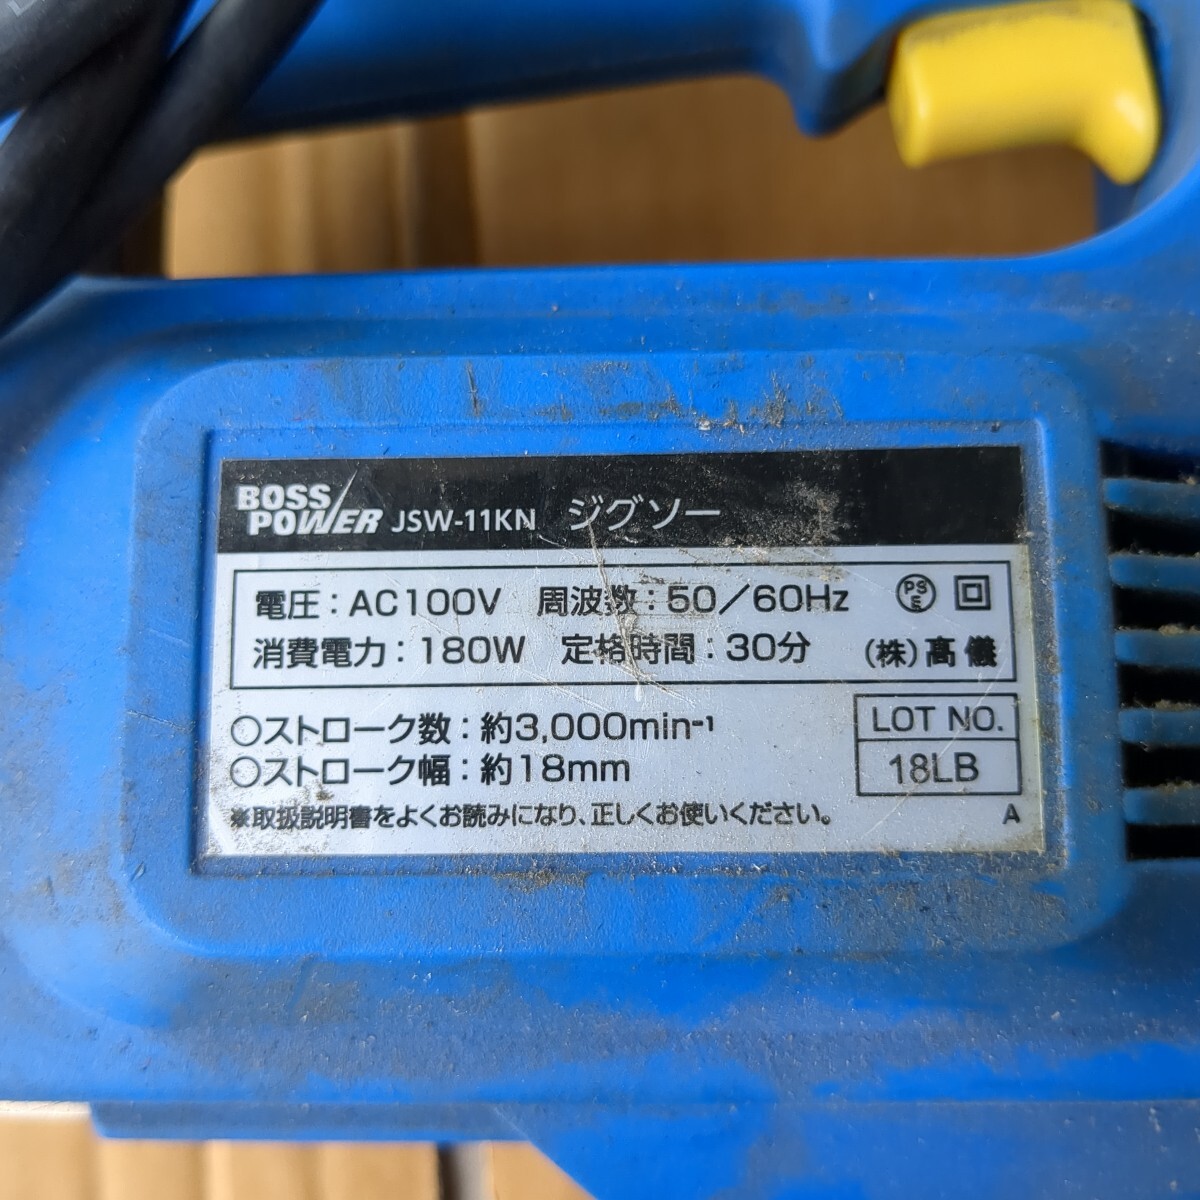 BOSS POWER JSW-11KN ジグソー
電圧：AC100V 周波数：50／60Hz PSE
消費電力：180W 定格時間：30分 (株)高儀
○ストローク数：約3,000min⁻¹
○ストローク幅：約18mm
LOT NO.
18LB
※取扱説明書をよくお読みになり、正しくお使いください。
A